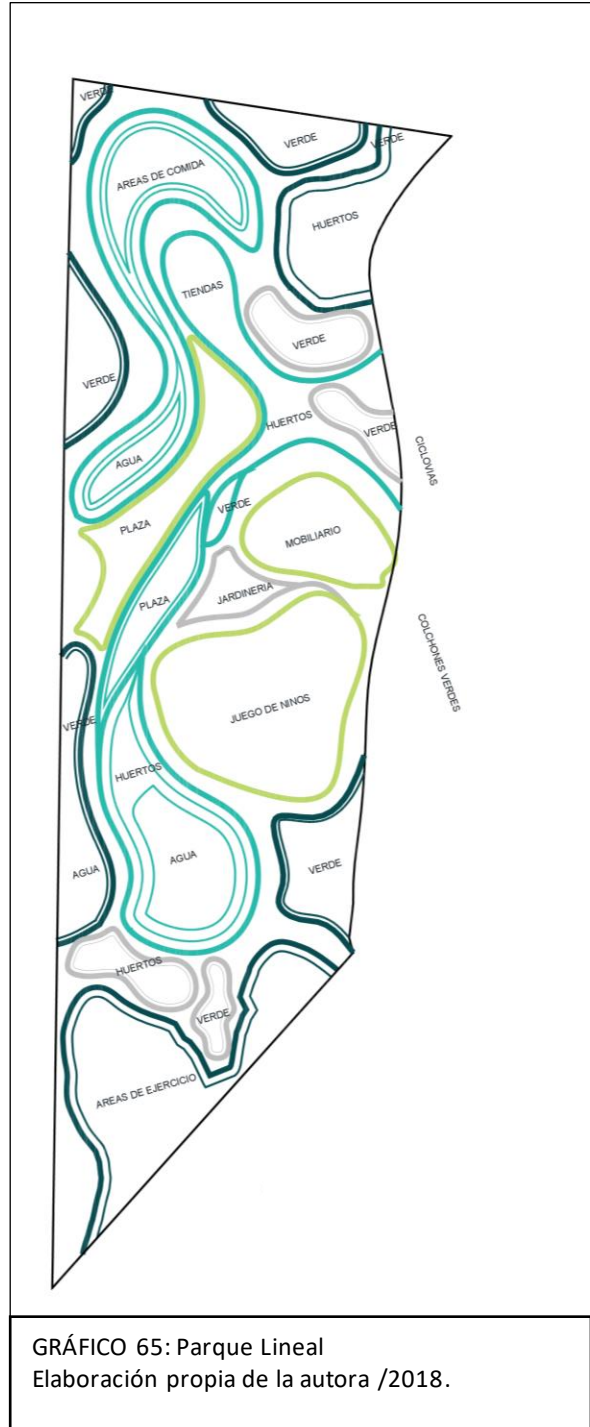 VERDE
VERDE
VERDE
AREAS DE COMIDA
HUERTOS
TIENDAS
VERDE
VERDE
HUERTOS
VERDE
CICLOVIAS
AGUA
VERDE
PLAZA
MOBILIARIO
JARDINERIA
PLAZA
COLCHONES VERDES
JUEGO DE NINOS
VERDE
HUERTOS
AGUA
AGUA
VERDE
HUERTOS
VERDE
AREAS DE EJERCICIO
GRÁFICO 65: Parque Lineal
Elaboración propia de la autora /2018.